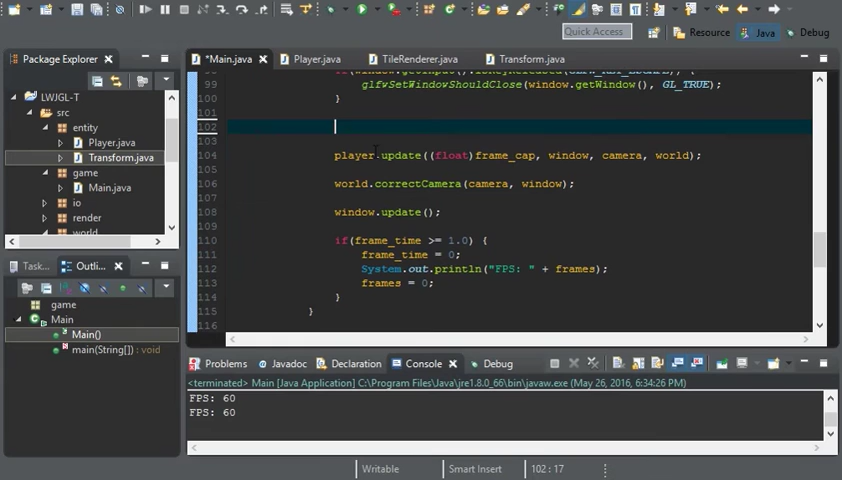 Quick Access
Resource
Java
Debug
Package Explorer
*Main.java
Player.java
TileRenderer.java
Transform.java
LWJGL-T
src
entity
Player.java
Transform.java
game
Main.java
io
render
world
99 glfwSetWindowShouldClose(window.getWindow(), GL_TRUE);
100 }
101
102
103
104 player.update((float)frame_cap, window, camera, world);
105
106 world.correctCamera(camera, window);
107
108 window.update();
109
110 if(frame_time >= 1.0) {
111 frame_time = 0;
112 System.out.println("FPS: " + frames);
113 frames = 0;
114 }
115 }
116
Task...
Outli...
game
Main
Main()
main(String[]) : void
Problems
Javadoc
Declaration
Console
Debug
<terminated> Main [Java Application] C:\Program Files\Java\jre1.8.0_66\bin\javaw.exe (May 26, 2016, 6:34:26 PM)
FPS: 60
FPS: 60
Writable
Smart Insert
102 : 17